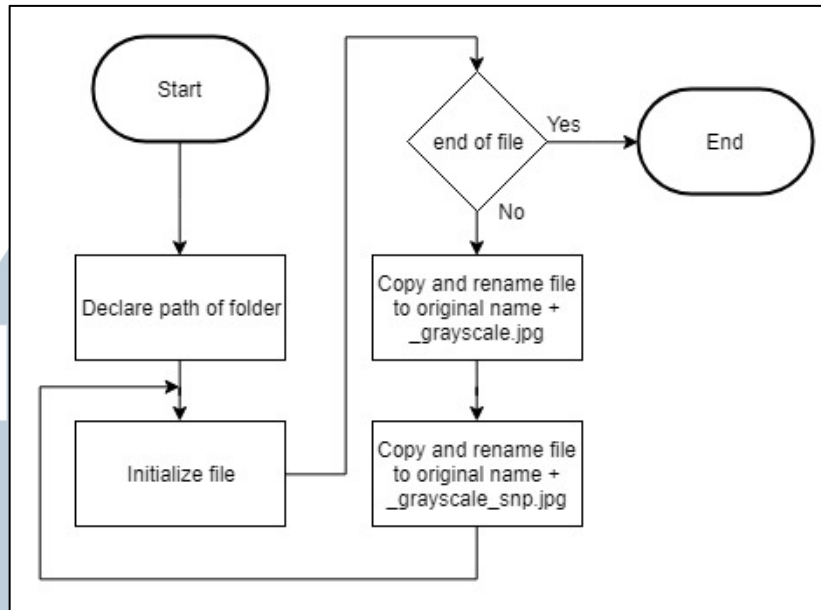 Start
Declare path of folder
Initialize file
end of file
Yes
End
No
Copy and rename file
to original name +
_grayscale.jpg
Copy and rename file
to original name +
_grayscale_snp.jpg